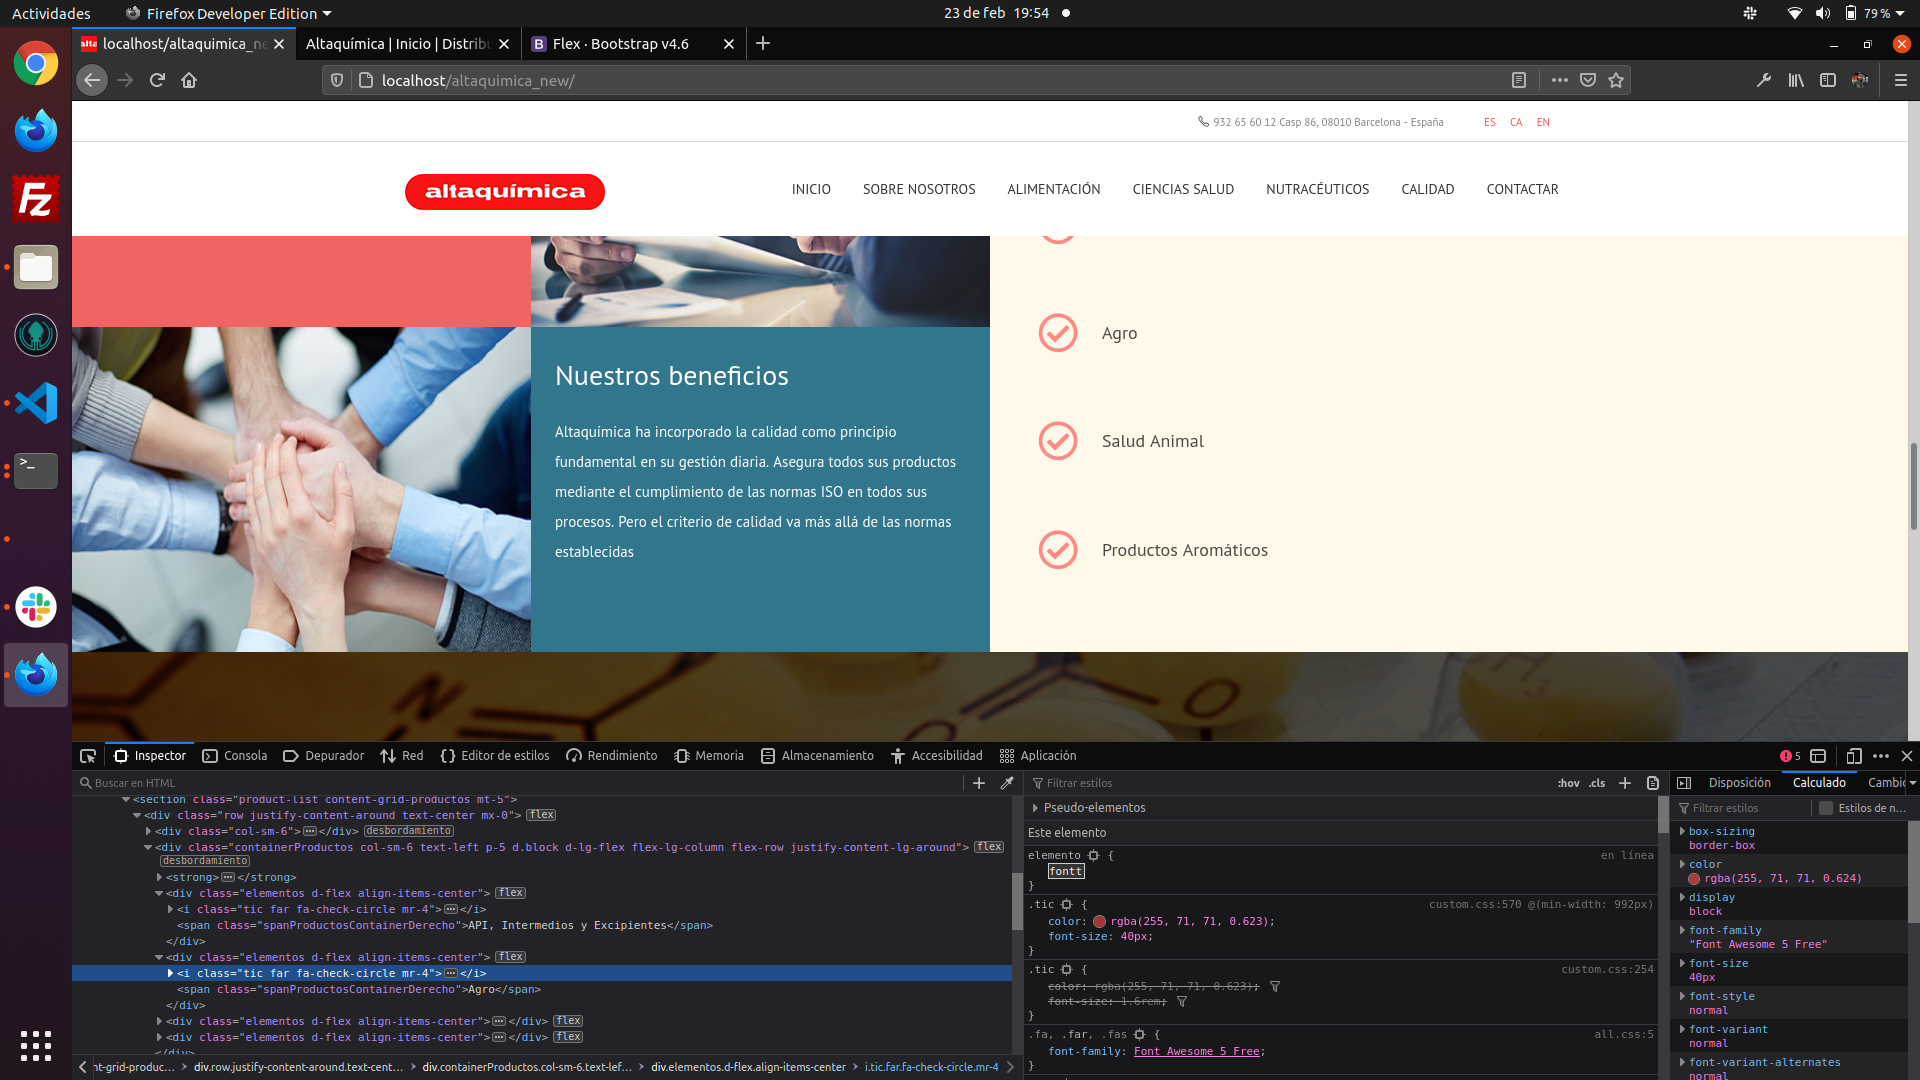 Actividades
Firefox Developer Edition
23 de feb 19:54
79 %
localhost/altaquimica_ne
Altaquímica | Inicio | Distribu
Flex · Bootstrap v4.6
localhost/altaquimica_new/
932 65 60 12 Casp 86, 08010 Barcelona - España
ES CA EN
altaquímica
INICIO SOBRE NOSOTROS ALIMENTACIÓN CIENCIAS SALUD NUTRACÉUTICOS CALIDAD CONTACTAR
Agro
Nuestros beneficios
Altaquímica ha incorporado la calidad como principio
fundamental en su gestión diaria. Asegura todos sus productos
mediante el cumplimiento de las normas ISO en todos sus
procesos. Pero el criterio de calidad va más allá de las normas
establecidas
Salud Animal
Productos Aromáticos
Inspector Consola Depurador Red Editor de estilos Rendimiento Memoria Almacenamiento Accesibilidad Aplicación
5
Buscar en HTML
<section class="product-list content-grid-productos mt-5">
<div class="row justify-content-around text-center mx-0"> flex
<div class="col-sm-6"></div> desbordamiento
<div class="containerProductos col-sm-6 text-left p-5 d.block d-lg-flex flex-lg-column flex-row justify-content-lg-around"> flex
desbordamiento
<strong></strong>
<div class="elementos d-flex align-items-center"> flex
<i class="tic far fa-check-circle mr-4"></i>
<span class="spanProductosContainerDerecho">API, Intermedios y Excipientes</span>
</div>
<div class="elementos d-flex align-items-center"> flex
<i class="tic far fa-check-circle mr-4"></i>
<span class="spanProductosContainerDerecho">Agro</span>
</div>
<div class="elementos d-flex align-items-center"></div> flex
<div class="elementos d-flex align-items-center"></div> flex
</div>
nt-grid-produc... div.row.justify-content-around.text-cent... div.containerProductos.col-sm-6.text-lef... div.elementos.d-flex.align-items-center i.tic.far.fa-check-circle.mr-4
Filtrar estilos :hov .cls
Pseudo-elementos
Este elemento
elemento { en línea
fontt
}
.tic { custom.css:570 @(min-width: 992px)
color: rgba(255, 71, 71, 0.623);
font-size: 40px;
}
.tic { custom.css:254
color: rgba(255, 71, 71, 0.623);
font-size: 1.6rem;
}
.fa, .far, .fas { all.css:5
font-family: Font Awesome 5 Free;
}
Disposición Calculado Cambio
Filtrar estilos Estilos de n...
box-sizing
border-box
color
rgba(255, 71, 71, 0.624)
display
block
font-family
"Font Awesome 5 Free"
font-size
40px
font-style
normal
font-variant
normal
font-variant-alternates
normal